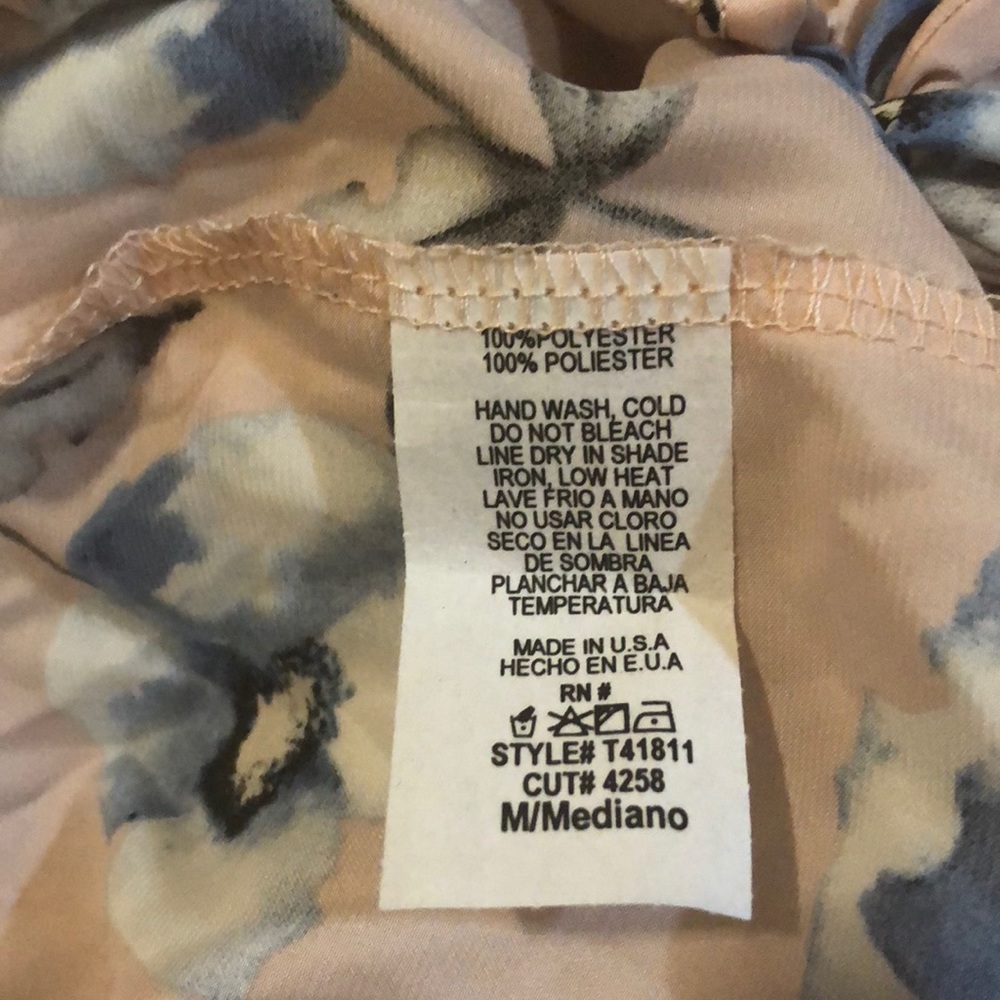 100%POLYESTER
100% POLIESTER
HAND WASH, COLD
DO NOT BLEACH
LINE DRY IN SHADE
IRON, LOW HEAT
LAVE FRIO A MANO
NO USAR CLORO
SECO EN LA LINEA
DE SOMBRA
PLANCHAR A BAJA
TEMPERATURA
MADE IN U.S.A
HECHO EN E.U.A
RN #
STYLE# T41811
CUT# 4258
M/Mediano